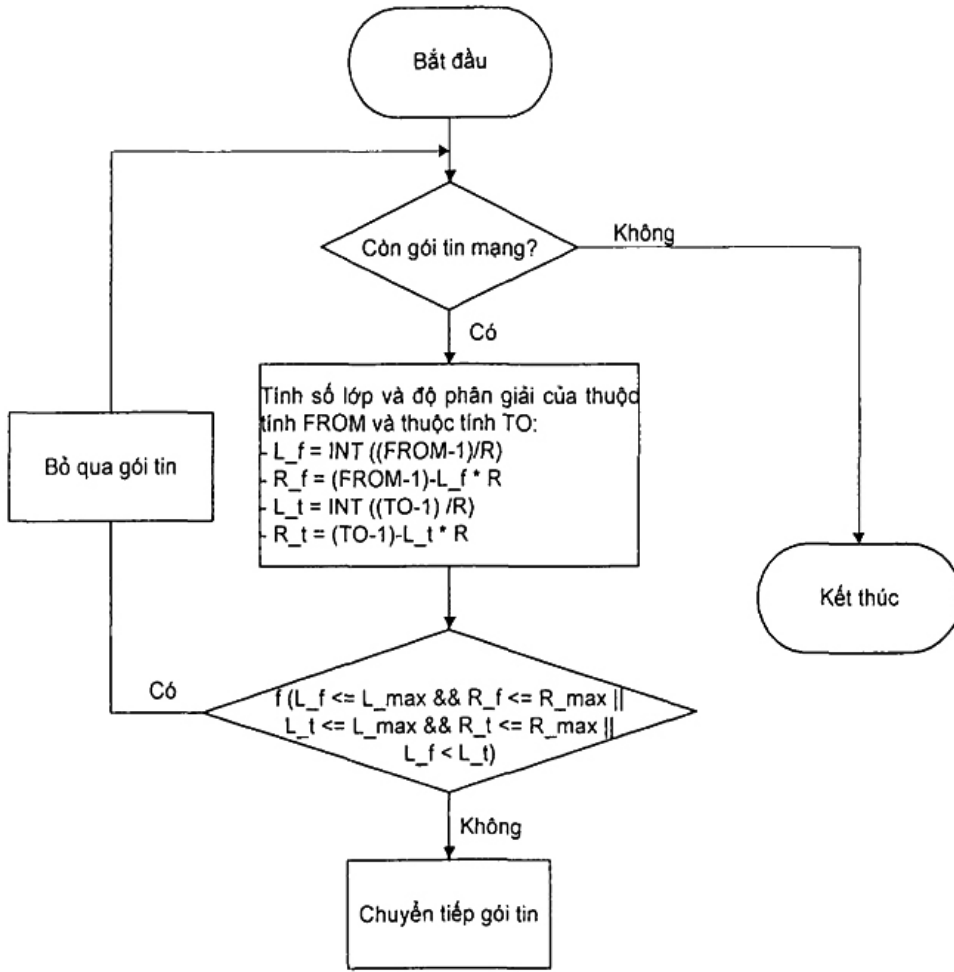 Bắt đầu
Còn gói tin mạng?
Không
Có
Tính số lớp và độ phân giải của thuộc
tính FROM và thuộc tính TO:
- L_f = INT ((FROM-1)/R)
- R_f = (FROM-1)-L_f * R
- L_t = INT ((TO-1) /R)
- R_t = (TO-1)-L_t * R
Bỏ qua gói tin
Kết thúc
Có
f (L_f <= L_max && R_f <= R_max ||
L_t <= L_max && R_t <= R_max ||
L_f < L_t)
Không
Chuyển tiếp gói tin